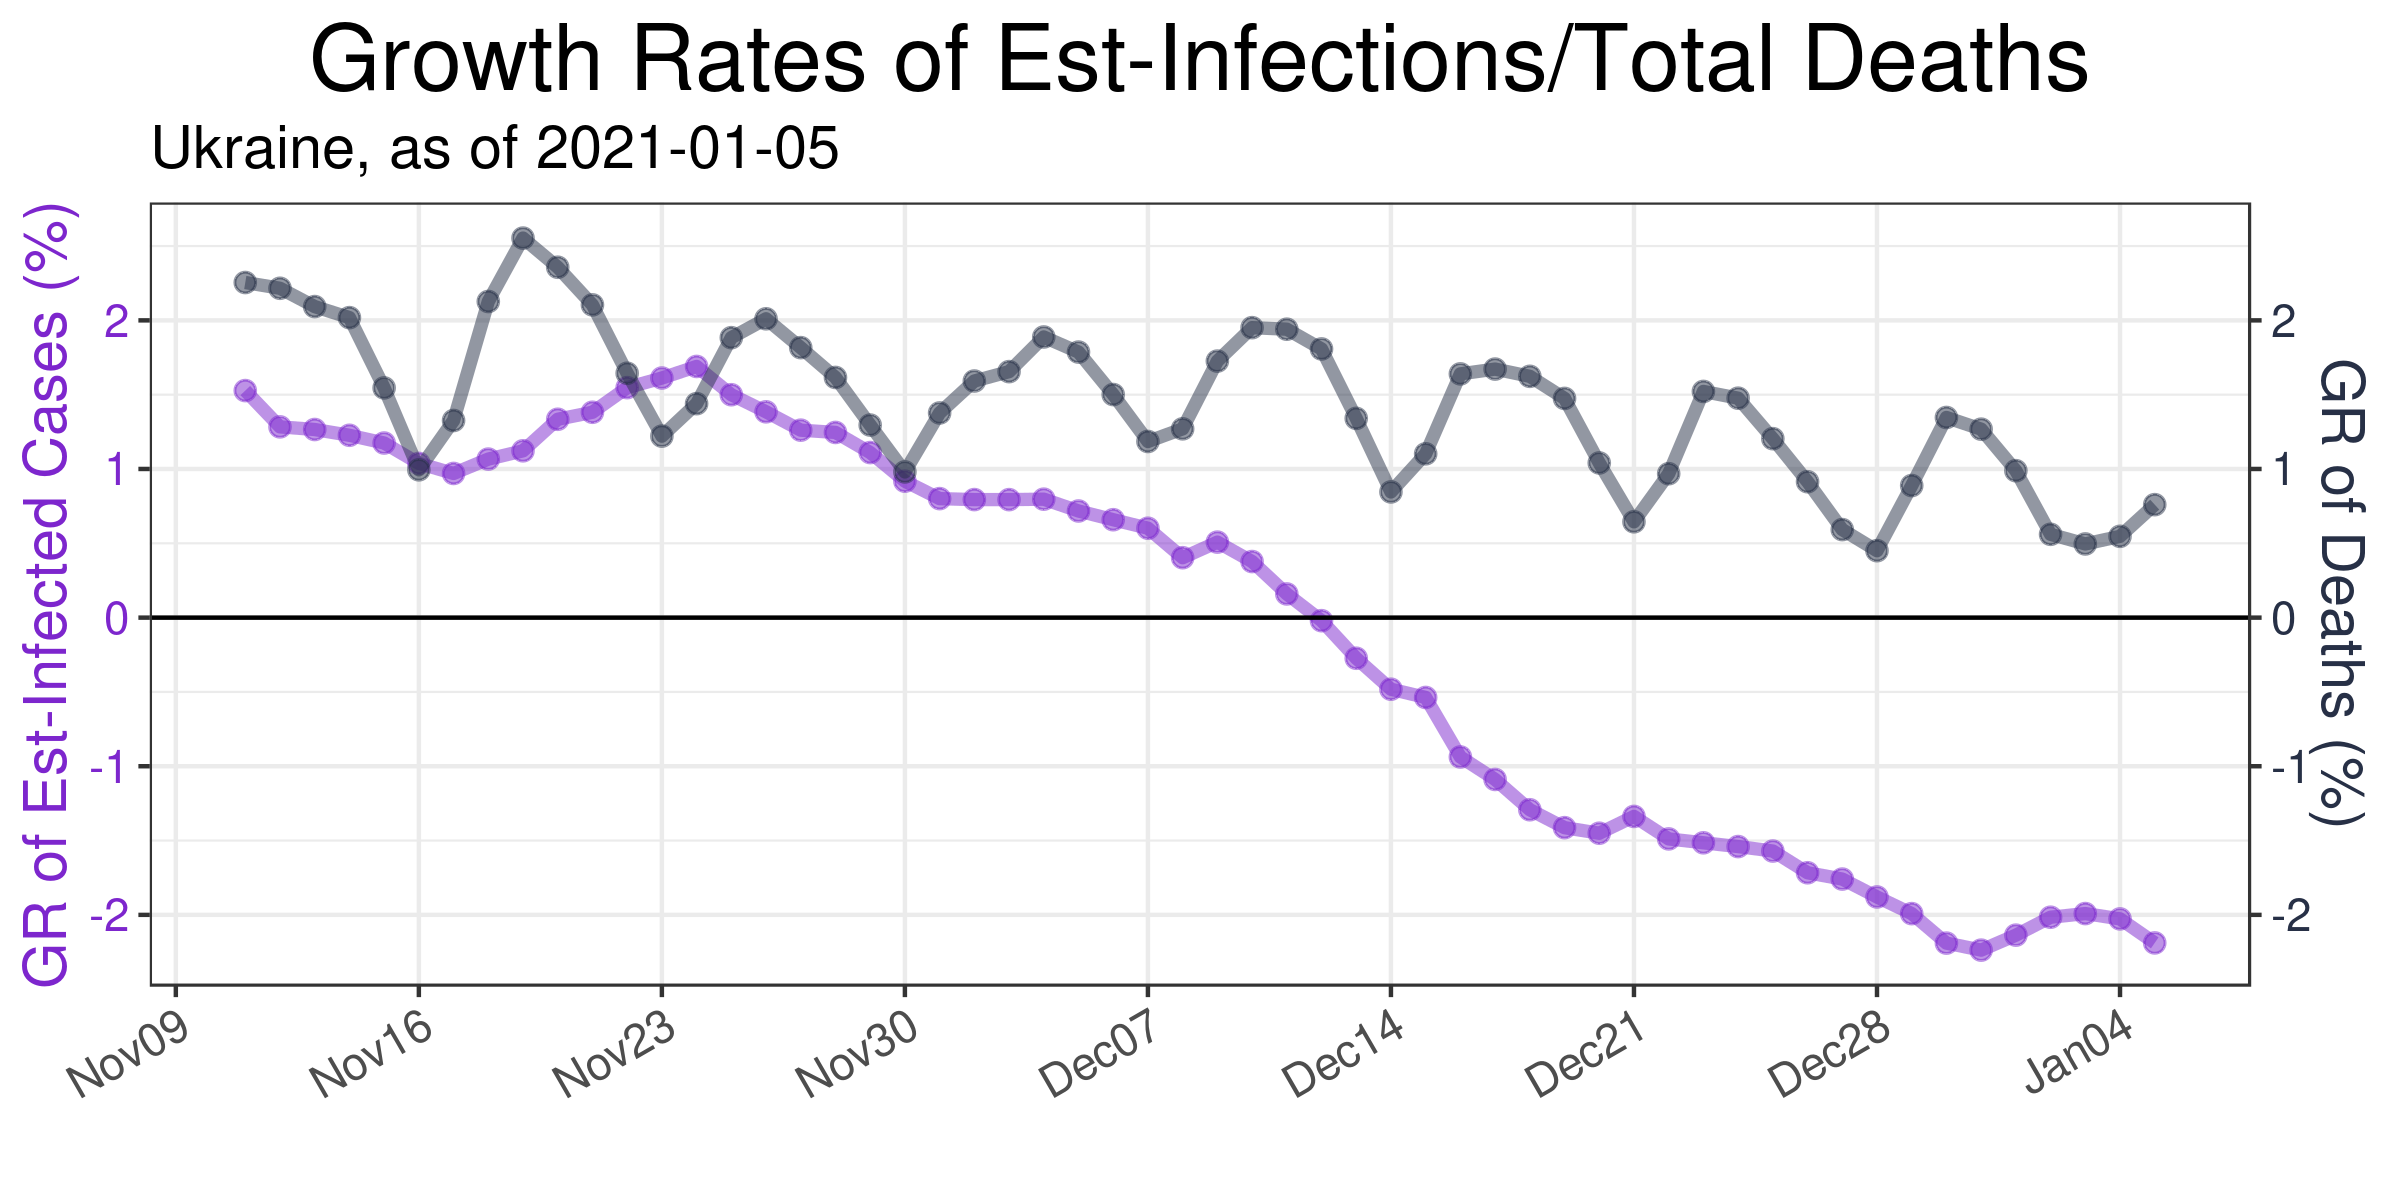 Growth Rates of Est-Infections/Total Deaths
Ukraine, as of 2021-01-05
GR of Est-Infected Cases (%)
2
1
0
-1
-2
2
1
0
-1
-2
GR of Deaths (%)
Nov09
Nov16
Nov23
Nov30
Dec07
Dec14
Dec21
Dec28
Jan04